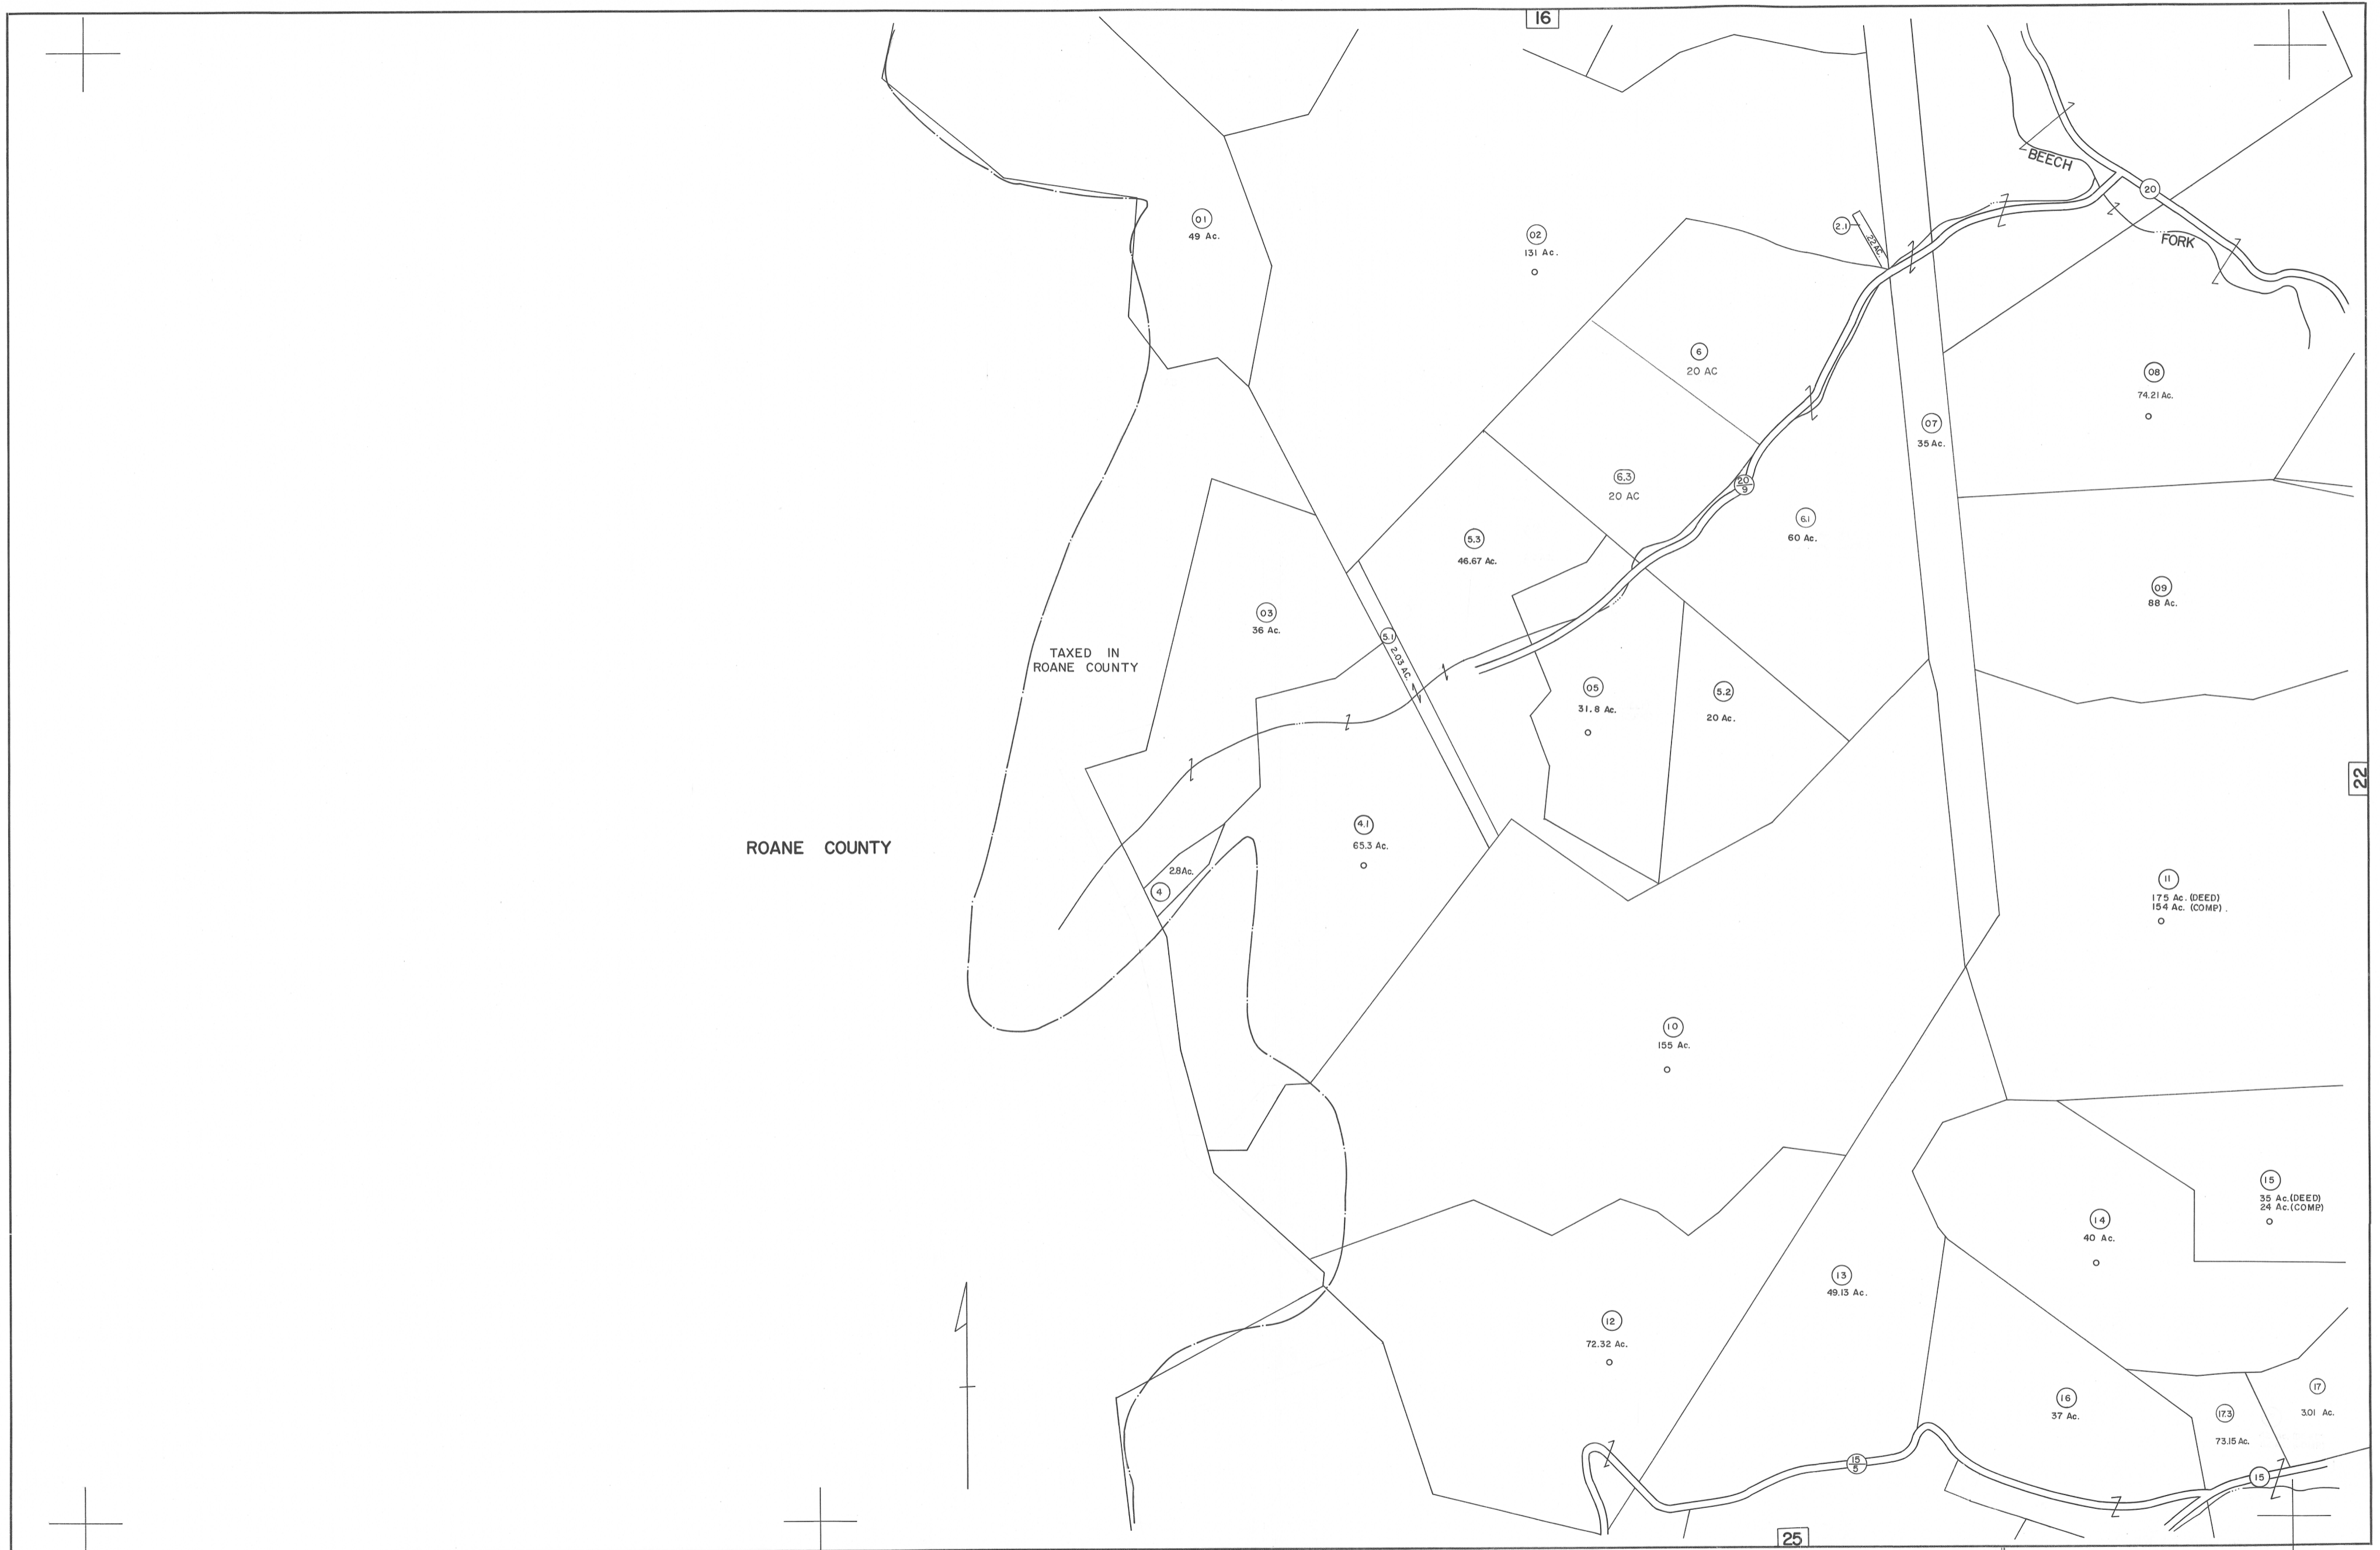 16
BEECH
20
FORK
01
49 Ac.
02
131 Ac.
2.1
.22 AC.
6
20 AC
08
74.21 Ac.
07
35 Ac.
6.3
20 AC
20
9
6.1
60 Ac.
5.3
46.67 Ac.
09
88 Ac.
03
36 Ac.
5.1
2.03 AC.
TAXED IN
ROANE COUNTY
05
31.8 Ac.
5.2
20 Ac.
22
ROANE COUNTY
4.1
65.3 Ac.
2.8 Ac.
4
11
175 Ac. (DEED)
154 Ac. (COMP) .
10
155 Ac.
15
35 Ac. (DEED)
24 Ac. (COMP)
14
40 Ac.
13
49.13 Ac.
12
72.32 Ac.
16
37 Ac.
17.3
73.15 Ac.
17
3.01 Ac.
15
5
15
25